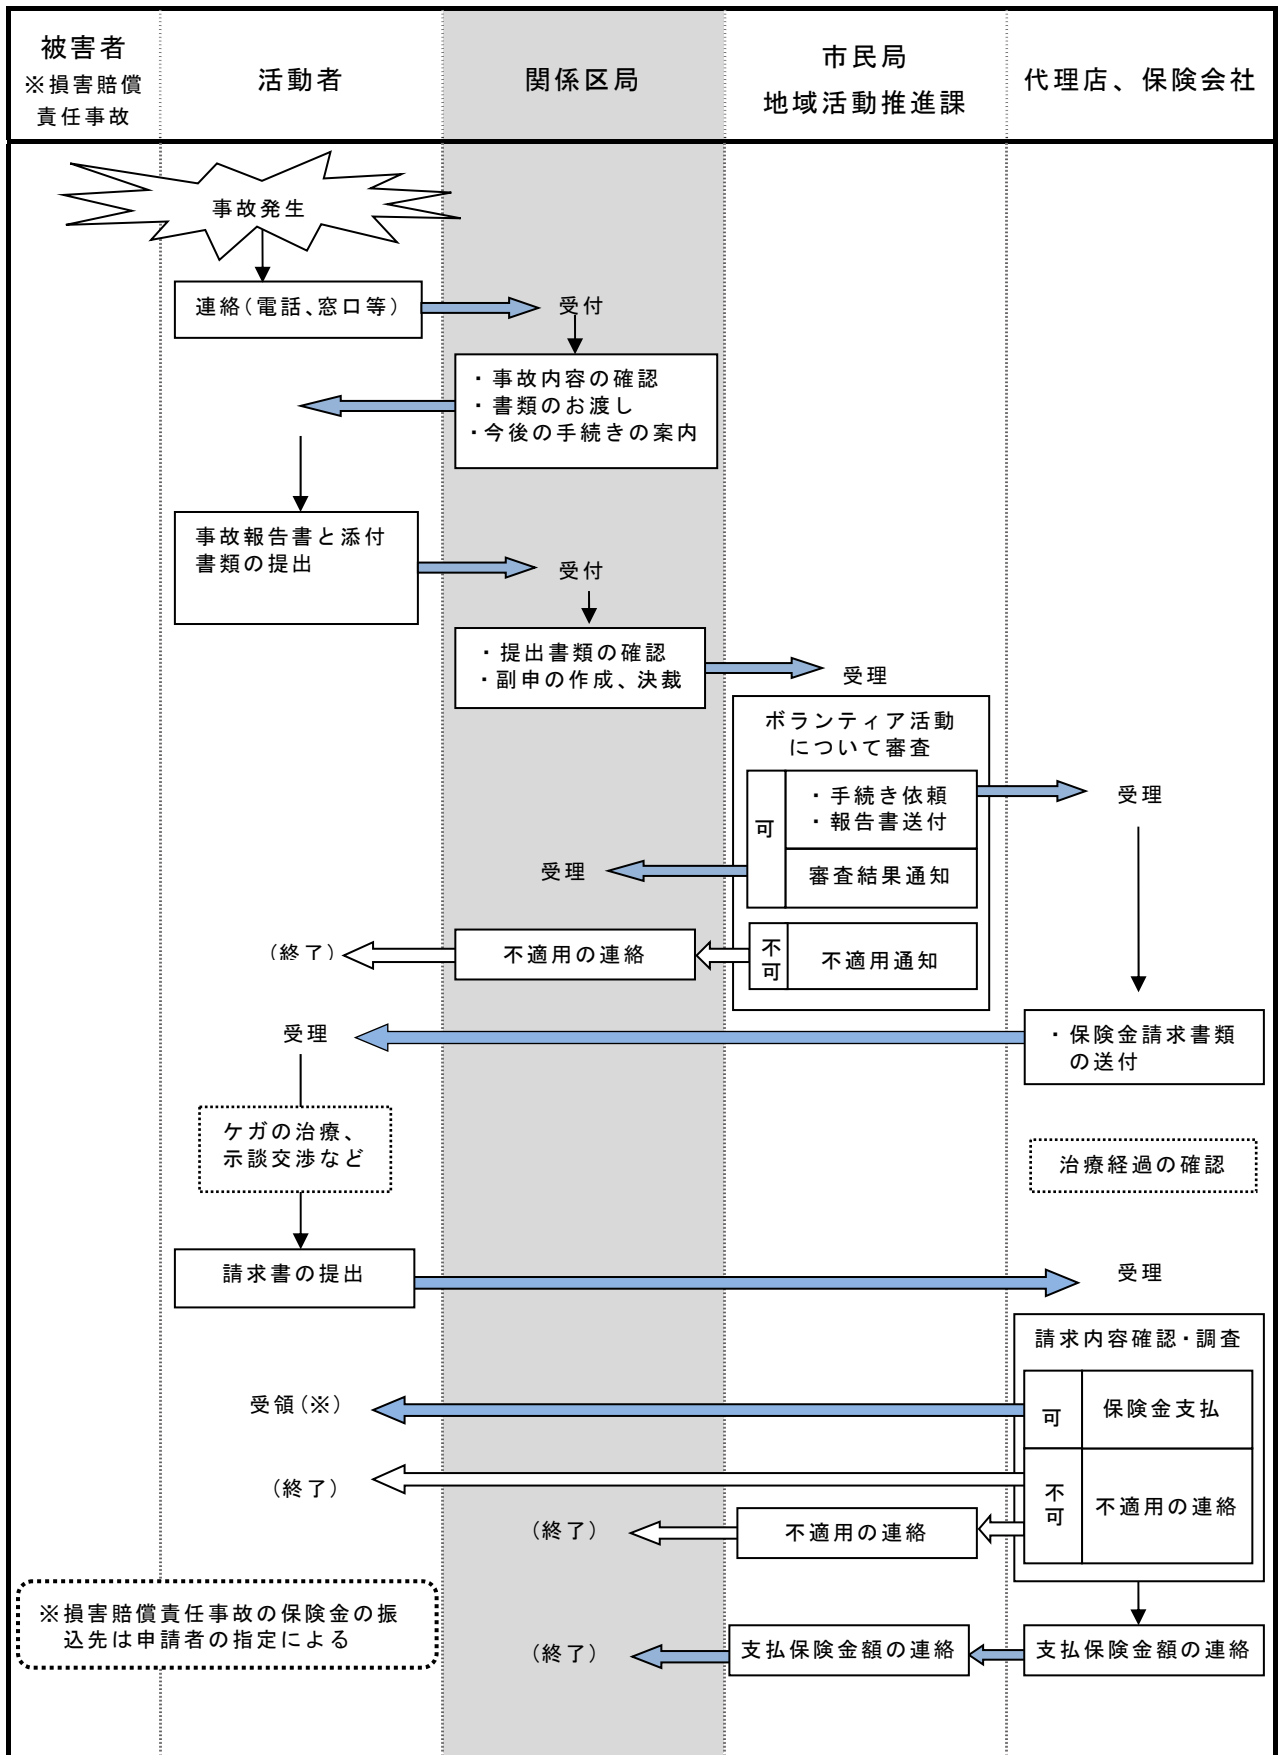 被害者
※損害賠償
責任事故
活動者
関係区局
市民局
地域活動推進課
代理店、保険会社
事故発生
連絡(電話、窓口等)
受付
・事故内容の確認
・書類のお渡し
・今後の手続きの案内
事故報告書と添付
書類の提出
受付
・提出書類の確認
・副申の作成、決裁
受理
ボランティア活動
について審査
可
・手続き依頼
・報告書送付
受理
審査結果通知
受理
不
可
不適用通知
不適用の連絡
(終了)
・保険金請求書類
の送付
受理
ケガの治療、
示談交渉など
治療経過の確認
請求書の提出
受理
請求内容確認・調査
可
保険金支払
受領(※)
不
可
不適用の連絡
(終了)
不適用の連絡
(終了)
※損害賠償責任事故の保険金の振
込先は申請者の指定による
支払保険金額の連絡
支払保険金額の連絡
(終了)